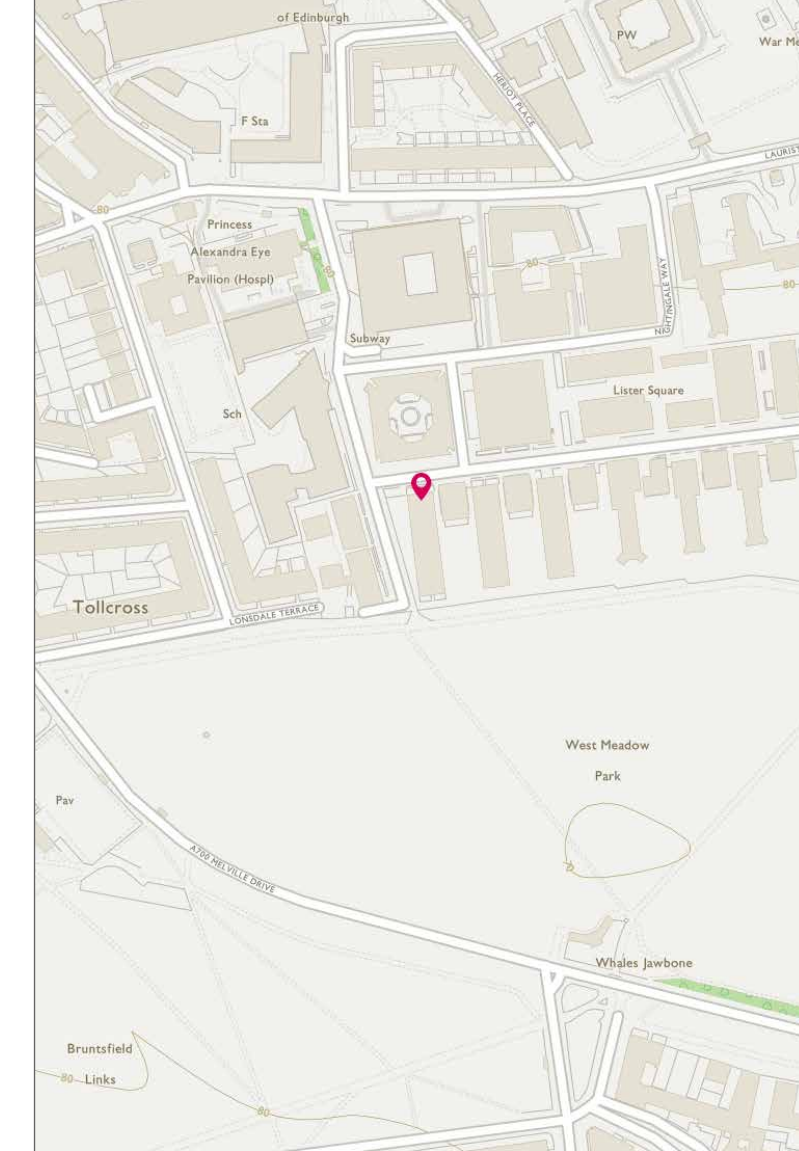 of Edinburgh
PW
War Me
HERIOT PLACE
F Sta
LAURIST
80
Princess
Alexandra Eye
Pavilion (Hospl)
80
80
80
NIGHTINGALE WAY
Subway
Lister Square
Sch
Tollcross
LONSDALE TERRACE
West Meadow
Park
Pav
A700 MELVILLE DRIVE
70
Whales Jawbone
Bruntsfield
Links
80
80